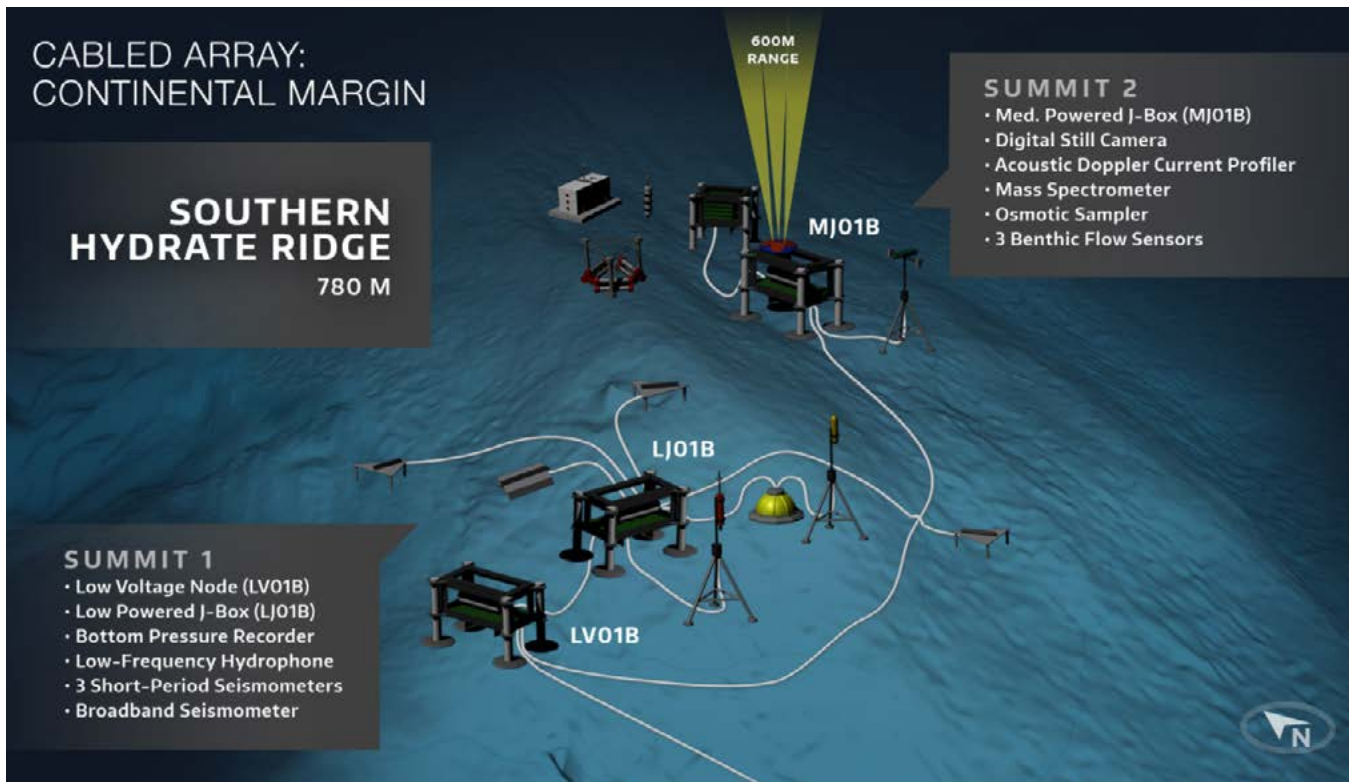 CABLED ARRAY:
CONTINENTAL MARGIN
SOUTHERN
HYDRATE RIDGE
780 M
600M
RANGE
SUMMIT 2
• Med. Powered J-Box (MJ01B)
• Digital Still Camera
• Acoustic Doppler Current Profiler
• Mass Spectrometer
• Osmotic Sampler
• 3 Benthic Flow Sensors
MJ01B
LJ01B
LV01B
SUMMIT 1
• Low Voltage Node (LV01B)
• Low Powered J-Box (LJ01B)
• Bottom Pressure Recorder
• Low-Frequency Hydrophone
• 3 Short-Period Seismometers
• Broadband Seismometer
N